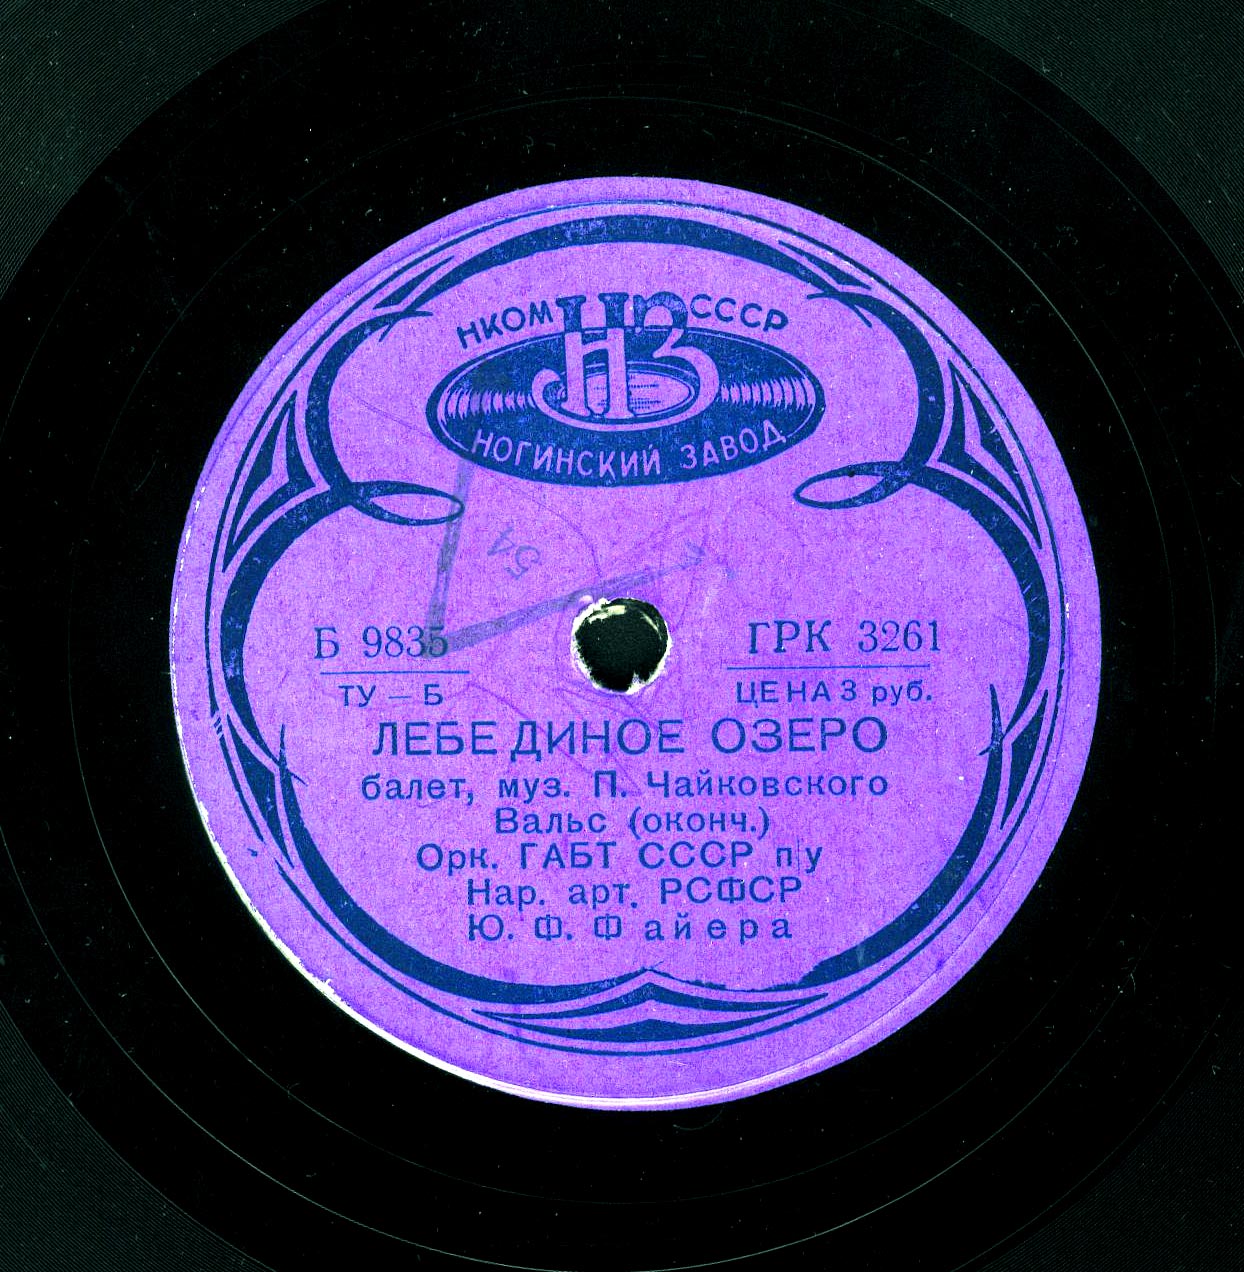 НКОМ НЗ СССР
НОГИНСКИЙ ЗАВОД
54
Б 9835 ГРК 3261
ТУ — Б ЦЕНА 3 руб.
ЛЕБЕДИНОЕ ОЗЕРО
балет, муз. П. Чайковского
Вальс (оконч.)
Орк. ГАБТ СССР п/у
Нар. арт. РСФСР
Ю. Ф. Файера